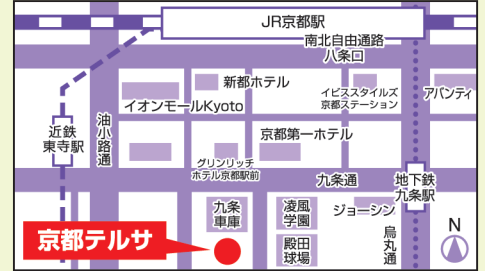 JR京都駅
南北自由通路
八条口
新都ホテル
イオンモールKyoto
イビススタイルズ
京都ステーション
アバンティ
近鉄
東寺駅
油小路通
京都第一ホテル
グリンリッチ
ホテル京都駅前
九条通
地下鉄
九条駅
九条
車庫
凌風
学園
ジョーシン
烏丸通
殿田
球場
京都テルサ
N